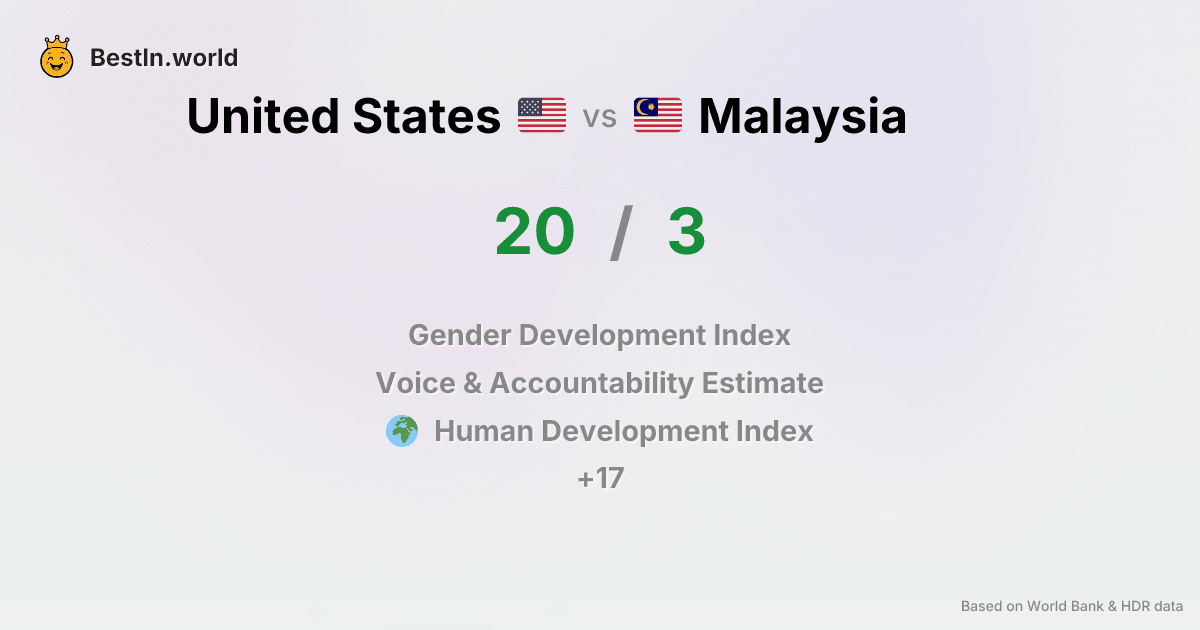 BestIn.world
United States vs Malaysia
20 / 3
Gender Development Index
Voice & Accountability Estimate
Human Development Index
+17
Based on World Bank & HDR data